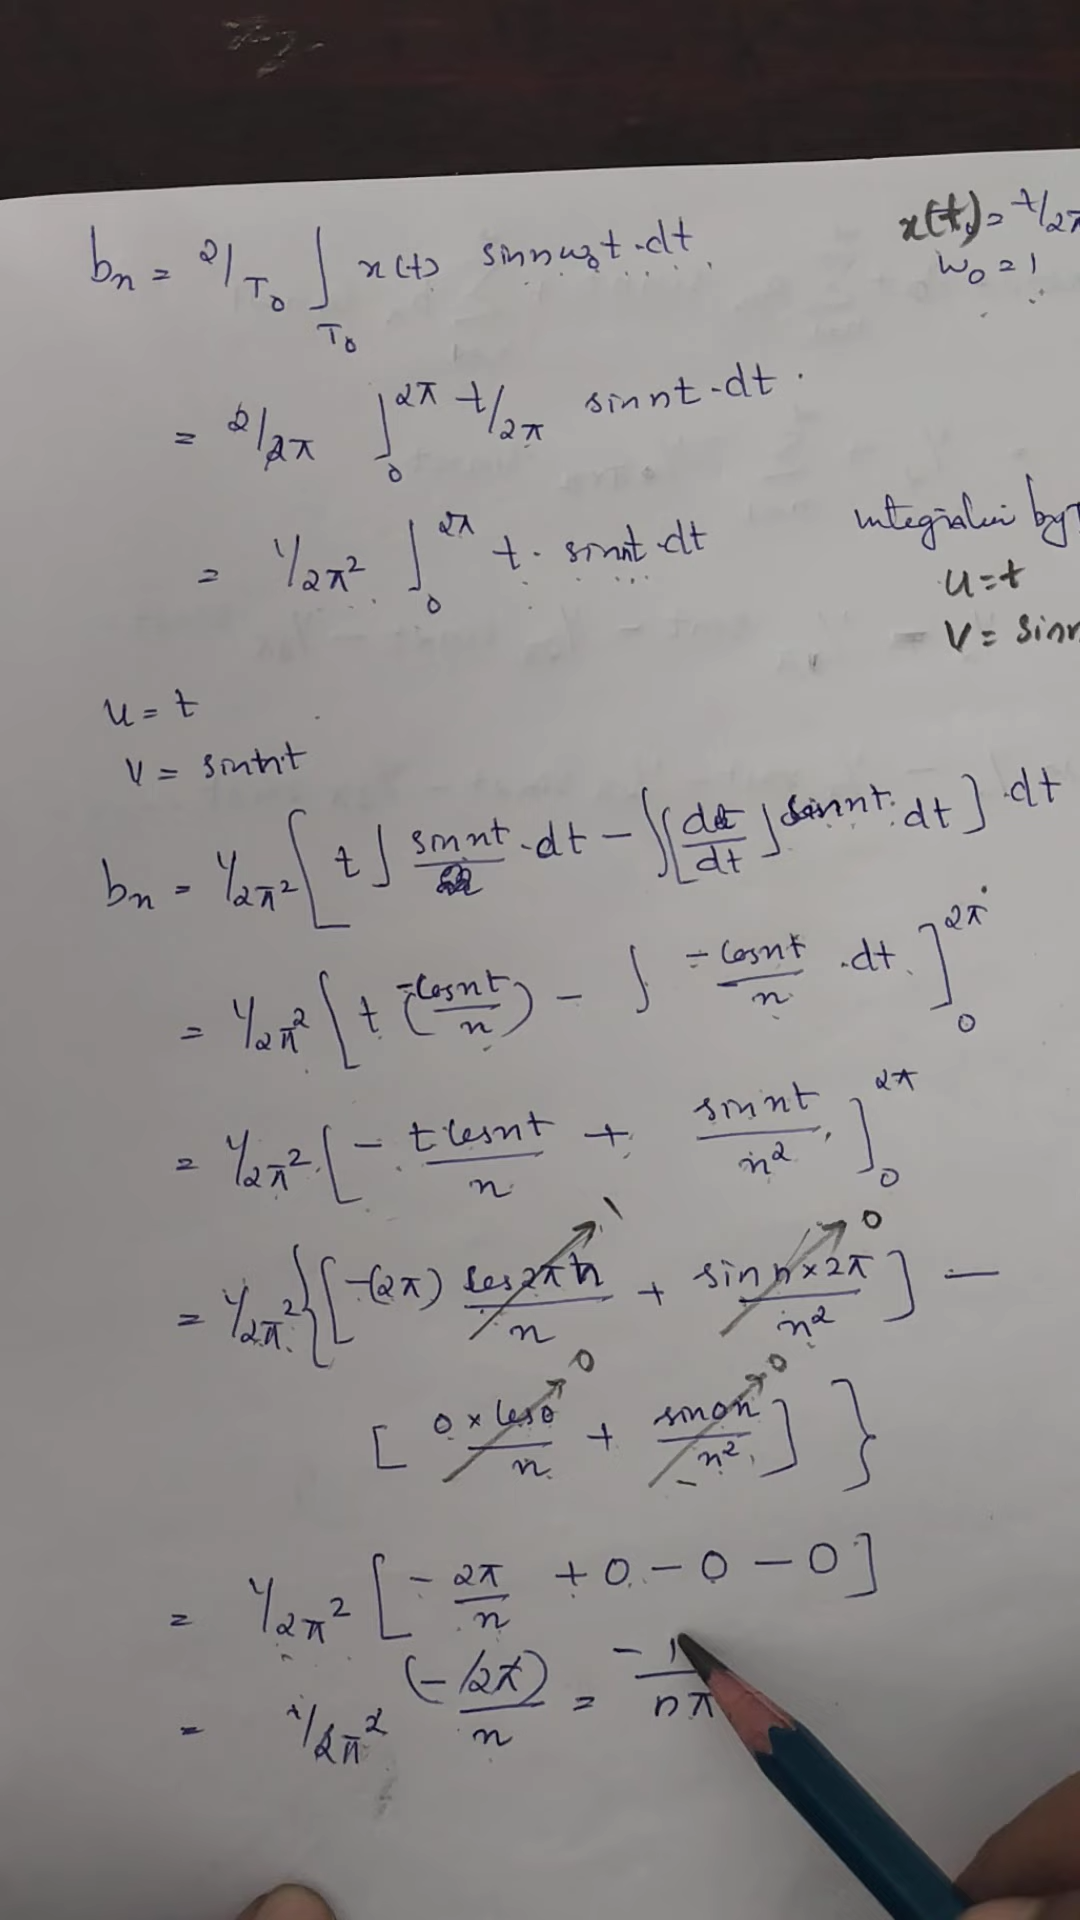 bn = 2/T₀ ∫T₀ x(t) sin nω₀t·dt. x(t) = t/2π
ω₀ = 1
= 2/2π ∫₀^2π t/2π sin nt·dt.
= 1/2π² ∫₀^2π t. sin nt·dt by
u = t
V = sin
u = t
V = sin nt
bn = 1/2π² [t∫ sin nt·dt − ∫[dt/dt ∫sin nt. dt] ·dt
= 1/2π² [t (−cos nt/n) − ∫ −cos nt/n .dt.]₀^2π
= 1/2π² [− t cos nt/n + sin nt/n²]₀^2π
= 1/2π² {[−(2π) cos 2πn/n + sin n×2π/n²] −
1 0
[0 × cos 0/n + sin 0n/n²]}
0 0
= 1/2π² [− 2π/n + 0 − 0 − 0]
= 1/2π² (−2π)/n = −1/nπ